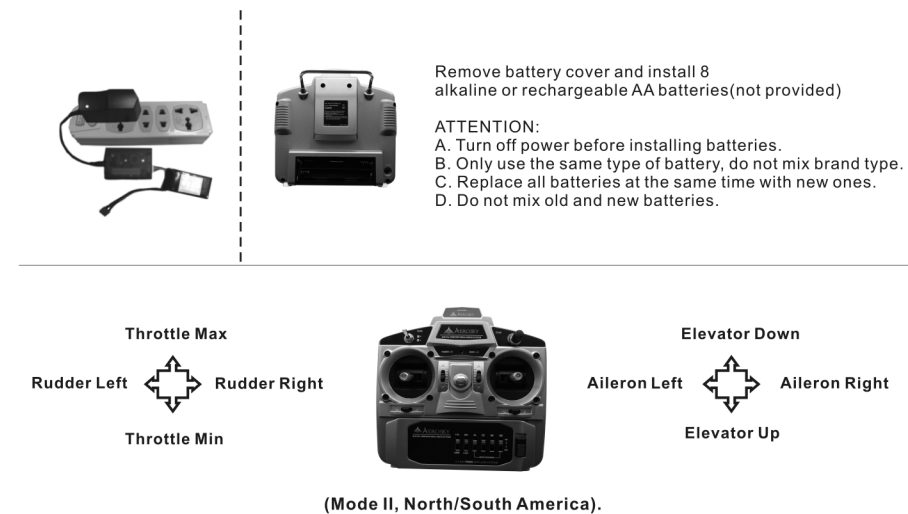 Remove battery cover and install 8
alkaline or rechargeable AA batteries(not provided)
ATTENTION:
A. Turn off power before installing batteries.
B. Only use the same type of battery, do not mix brand type.
C. Replace all batteries at the same time with new ones.
D. Do not mix old and new batteries.
Throttle Max
Rudder Left
Rudder Right
Throttle Min
Elevator Down
Aileron Left
Aileron Right
Elevator Up
(Mode II, North/South America).